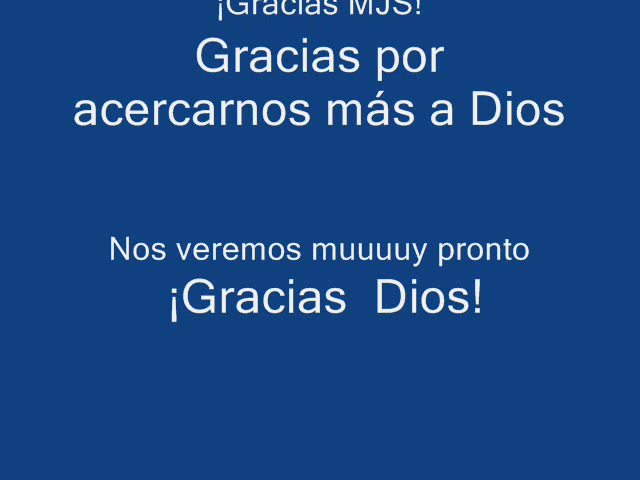 ¡Gracias MJS!
Gracias por
acercarnos más a Dios
Nos veremos muuuuy pronto
¡Gracias Dios!